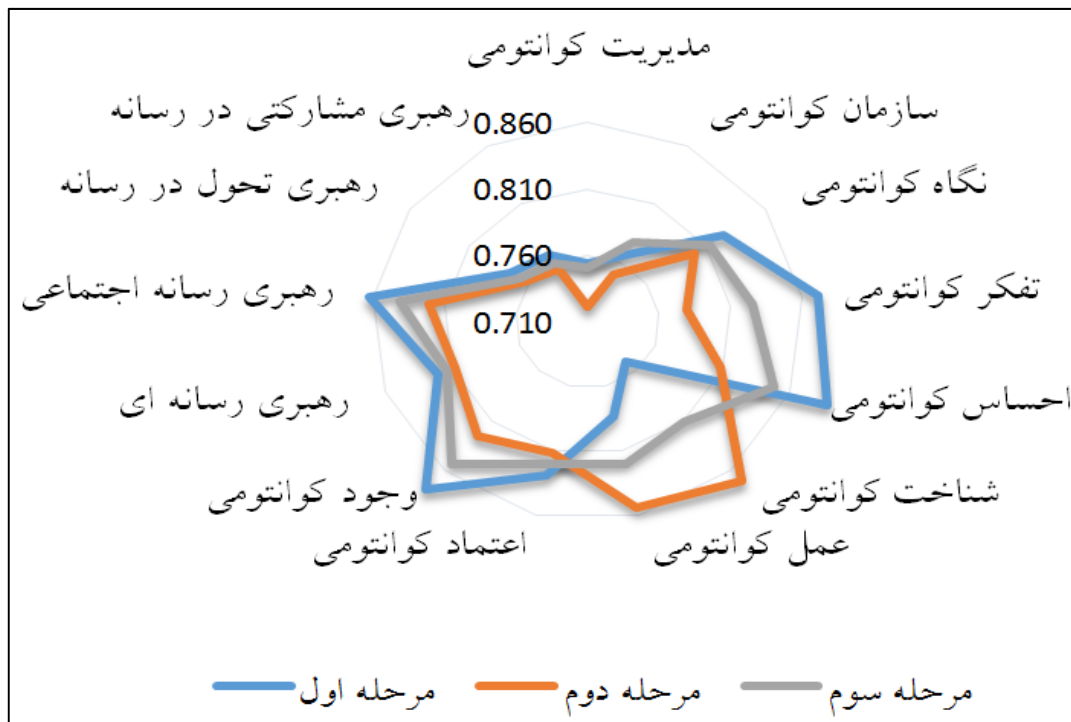 مدیریت کوانتومی
سازمان کوانتومی
نگاه کوانتومی
تفکر کوانتومی
احساس کوانتومی
شناخت کوانتومی
عمل کوانتومی
اعتماد کوانتومی
وجود کوانتومی
رهبری رسانه ای
رهبری رسانه اجتماعی
رهبری تحول در رسانه
رهبری مشارکتی در رسانه
0.860
0.810
0.760
0.710
مرحله اول
مرحله دوم
مرحله سوم